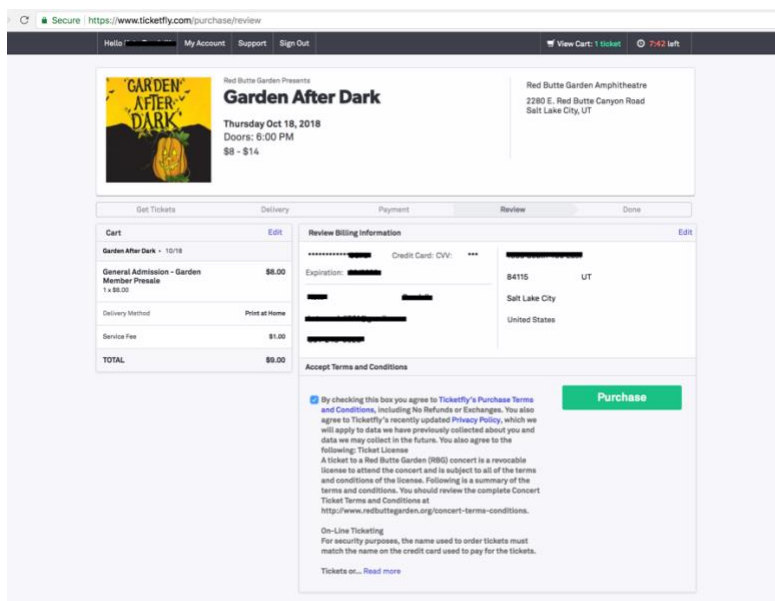 Secure | https://www.ticketfly.com/purchase/review
Hello My Account Support Sign Out View Cart: 1 ticket 7:42 left
GARDEN
AFTER
DARK
Red Butte Garden Presents
Garden After Dark
Thursday Oct 18, 2018
Doors: 6:00 PM
$8 - $14
Red Butte Garden Amphitheatre
2280 E. Red Butte Canyon Road
Salt Lake City, UT
Get Tickets Delivery Payment Review Done
Cart Edit
Garden After Dark - 10/18
General Admission - Garden $8.00
Member Presale
1 x $8.00
Delivery Method Print at Home
Service Fee $1.00
TOTAL $9.00
Review Billing Information Edit
Credit Card: CVV: ***
Expiration:
84115 UT
Salt Lake City
United States
Accept Terms and Conditions
By checking this box you agree to Ticketfly's Purchase Terms
and Conditions, including No Refunds or Exchanges. You also
agree to Ticketfly's recently updated Privacy Policy, which we
will apply to data we have previously collected about you and
data we may collect in the future. You also agree to the
following: Ticket License
A ticket to a Red Butte Garden (RBG) concert is a revocable
license to attend the concert and is subject to all of the terms
and conditions of the license. Following is a summary of the
terms and conditions. You should review the complete Concert
Ticket Terms and Conditions at
http://www.redbuttegarden.org/concert-terms-conditions.
On-Line Ticketing
For security purposes, the name used to order tickets must
match the name on the credit card used to pay for the tickets.
Tickets or... Read more
Purchase